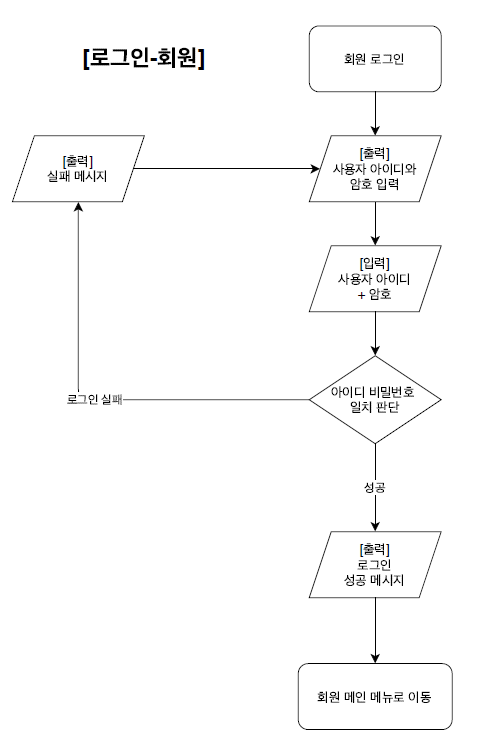 [로그인-회원]
회원 로그인
[출력]
실패 메시지
[출력]
사용자 아이디와
암호 입력
[입력]
사용자 아이디
+ 암호
아이디 비밀번호
일치 판단
로그인 실패
성공
[출력]
로그인
성공 메시지
회원 메인 메뉴로 이동